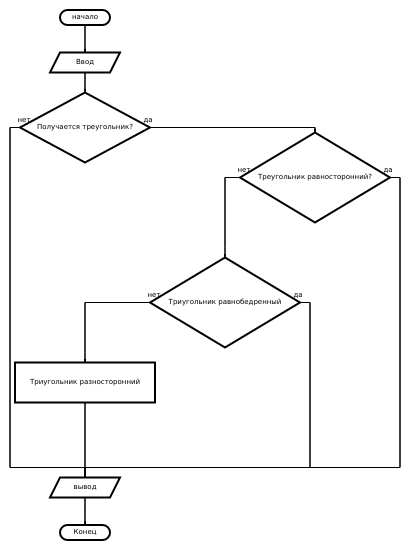 начало
Ввод
нет
да
Получается треугольник?
нет
да
Треугольник равносторонний?
нет
да
Треугольник равнобедренный
Треугольник разносторонний
вывод
Конец